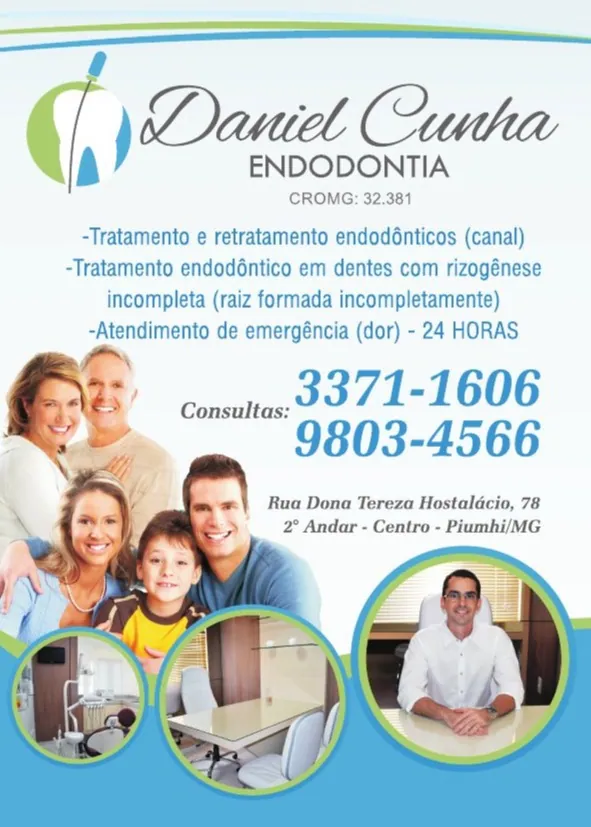 Daniel Cunha
ENDODONTIA
CROMG: 32.381
-Tratamento e retratamento endodônticos (canal)
-Tratamento endodôntico em dentes com rizogênese
incompleta (raiz formada incompletamente)
-Atendimento de emergência (dor) - 24 HORAS
Consultas: 3371-1606
9803-4566
Rua Dona Tereza Hostalácio, 78
2° Andar - Centro - Piumhi/MG